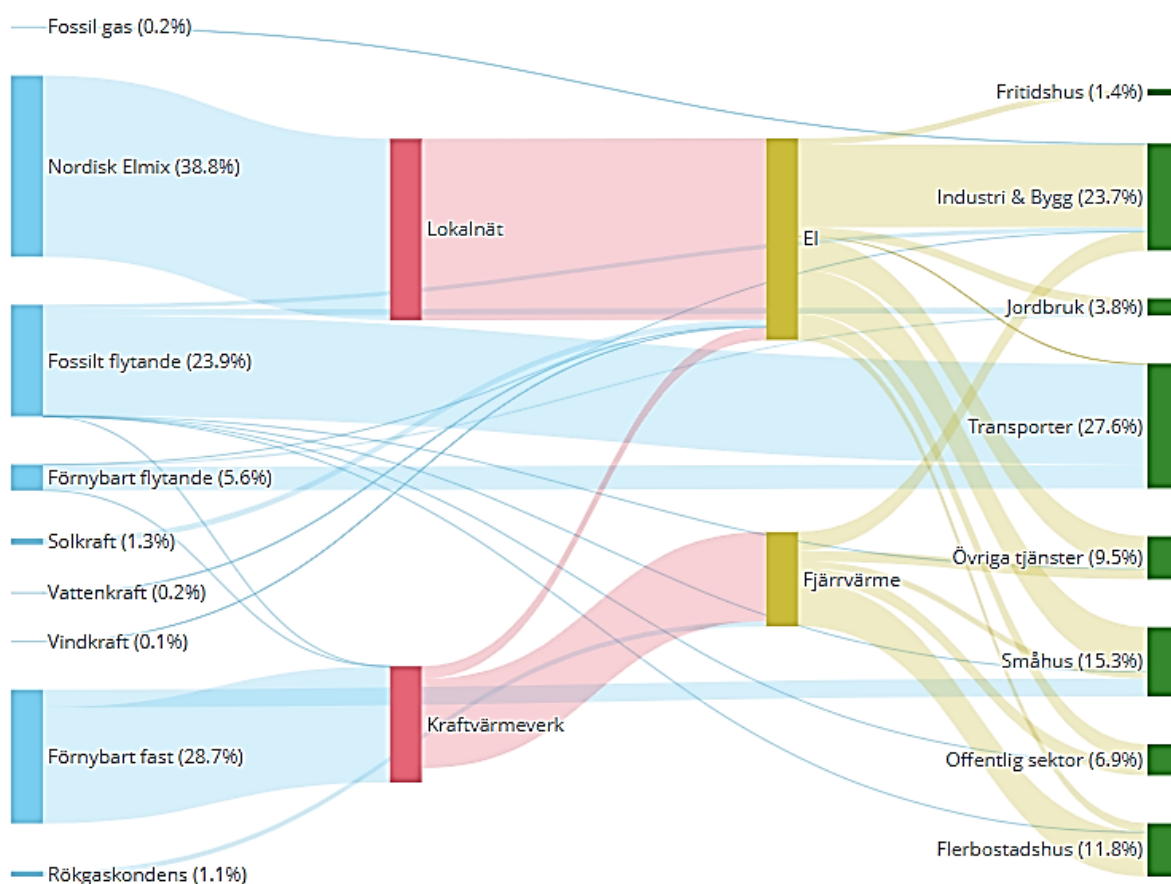 Fossil gas (0.2%)
Nordisk Elmix (38.8%)
Fossilt flytande (23.9%)
Förnybart flytande (5.6%)
Solkraft (1.3%)
Vattenkraft (0.2%)
Vindkraft (0.1%)
Förnybart fast (28.7%)
Rökgaskondens (1.1%)
Lokalnät
Kraftvärmeverk
El
Fjärrvärme
Fritidshus (1.4%)
Industri & Bygg (23.7%)
Jordbruk (3.8%)
Transporter (27.6%)
Övriga tjänster (9.5%)
Småhus (15.3%)
Offentlig sektor (6.9%)
Flerbostadshus (11.8%)